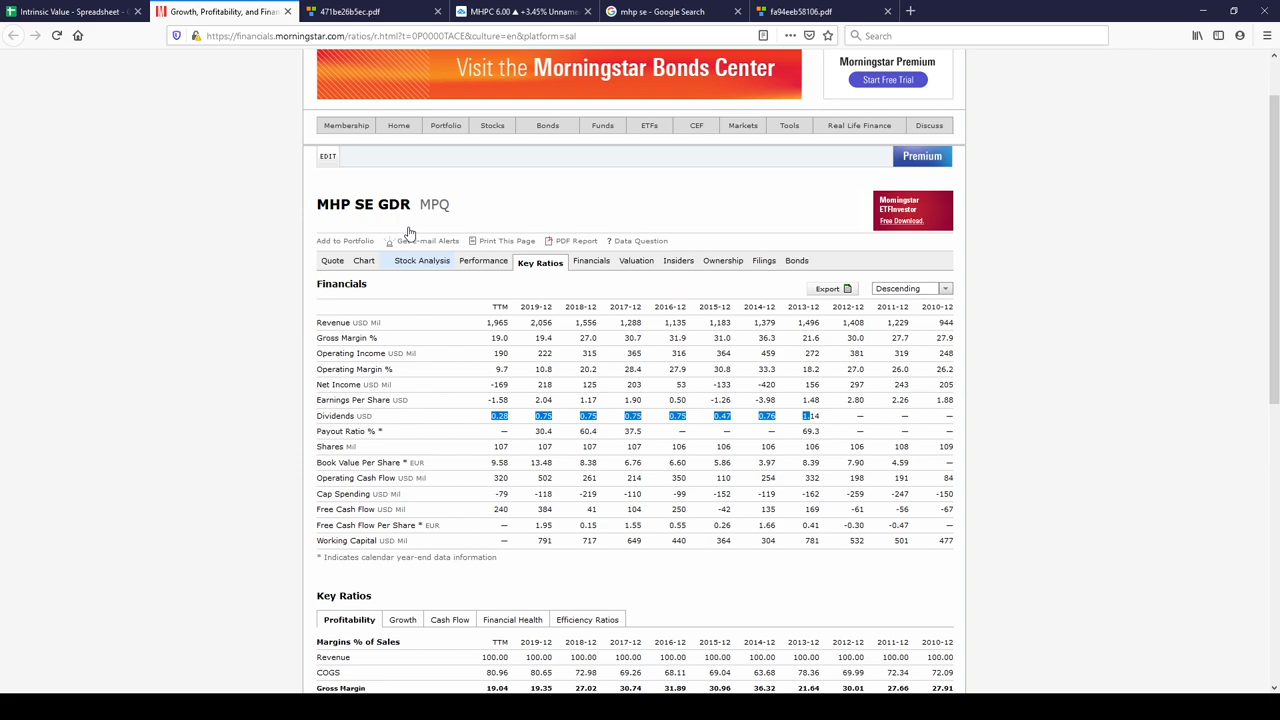 Intrinsic Value - Spreadsheet -
Growth, Profitability, and Finan
471be26b5ec.pdf
MHPC 6.00 ▲ +3.45% Unname
mhp se - Google Search
fa94eeb58106.pdf
https://financials.morningstar.com/ratios/r.html?t=0P0000TACE&culture=en&platform=sal
Search
Visit the Morningstar Bonds Center
Morningstar Premium
Start Free Trial
Membership Home Portfolio Stocks Bonds Funds ETFs CEF Markets Tools Real Life Finance Discuss
EDIT
Premium
MHP SE GDR MPQ
Morningstar
ETFInvestor
Free Download.
Add to Portfolio Get E-mail Alerts Print This Page PDF Report ? Data Question
Quote Chart Stock Analysis Performance Key Ratios Financials Valuation Insiders Ownership Filings Bonds
Financials
Export
Descending
TTM 2019-12 2018-12 2017-12 2016-12 2015-12 2014-12 2013-12 2012-12 2011-12 2010-12
Revenue USD Mil 1,965 2,056 1,556 1,288 1,135 1,183 1,379 1,496 1,408 1,229 944
Gross Margin % 19.0 19.4 27.0 30.7 31.9 31.0 36.3 21.6 30.0 27.7 27.9
Operating Income USD Mil 190 222 315 365 316 364 459 272 381 319 248
Operating Margin % 9.7 10.8 20.2 28.4 27.9 30.8 33.3 18.2 27.0 26.0 26.2
Net Income USD Mil -169 218 125 203 53 -133 -420 156 297 243 205
Earnings Per Share USD -1.58 2.04 1.17 1.90 0.50 -1.26 -3.98 1.48 2.80 2.26 1.88
Dividends USD 0.28 0.75 0.75 0.75 0.75 0.47 0.76 1.14 — — —
Payout Ratio % * — 30.4 60.4 37.5 — — — 69.3 — — —
Shares Mil 107 107 107 107 106 106 106 106 106 108 109
Book Value Per Share * EUR 9.58 13.48 8.38 6.76 6.60 5.86 3.97 8.39 7.90 4.59 —
Operating Cash Flow USD Mil 320 502 261 214 350 110 254 332 198 191 84
Cap Spending USD Mil -79 -118 -219 -110 -99 -152 -119 -162 -259 -247 -150
Free Cash Flow USD Mil 240 384 41 104 250 -42 135 169 -61 -56 -67
Free Cash Flow Per Share * EUR — 1.95 0.15 1.55 0.55 0.26 1.66 0.41 -0.30 -0.47 —
Working Capital USD Mil — 791 717 649 440 364 304 781 532 501 477
* Indicates calendar year-end data information
Key Ratios
Profitability Growth Cash Flow Financial Health Efficiency Ratios
Margins % of Sales TTM 2019-12 2018-12 2017-12 2016-12 2015-12 2014-12 2013-12 2012-12 2011-12 2010-12
Revenue 100.00 100.00 100.00 100.00 100.00 100.00 100.00 100.00 100.00 100.00 100.00
COGS 80.96 80.65 72.98 69.26 68.11 69.04 63.68 78.36 69.99 72.34 72.09
Gross Margin 19.04 19.35 27.02 30.74 31.89 30.96 36.32 21.64 30.01 27.66 27.91